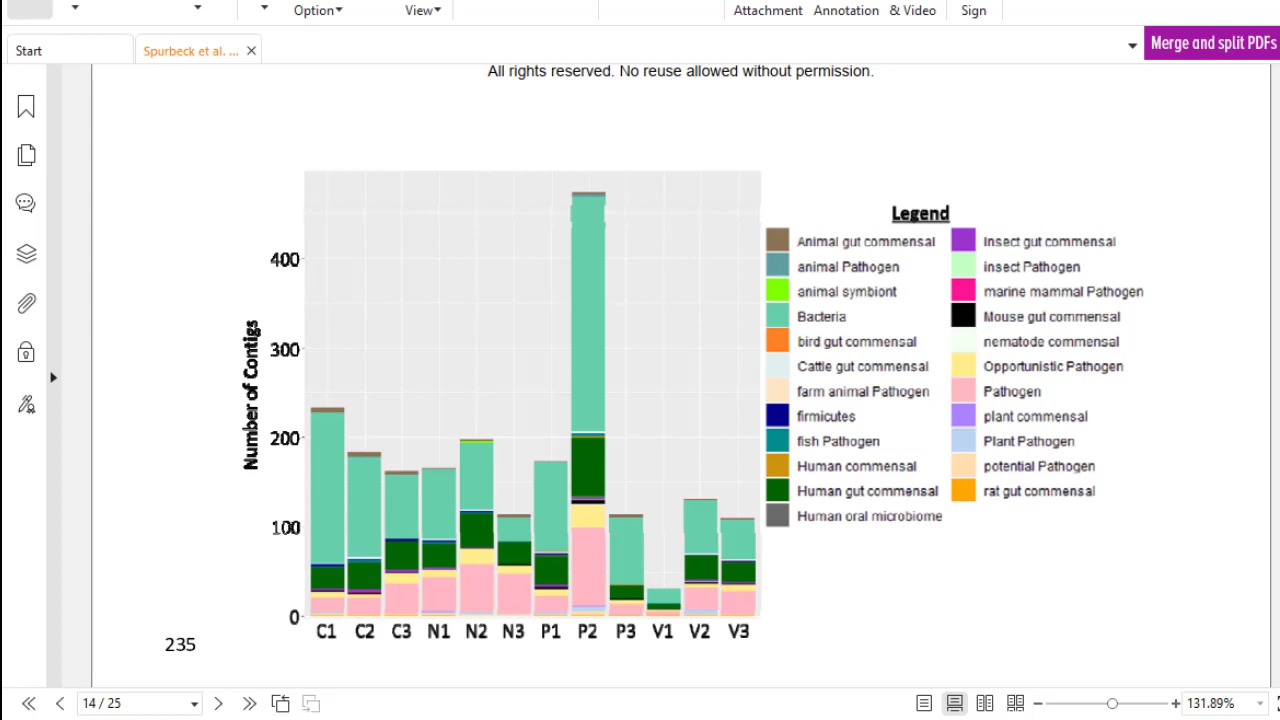 Option View Attachment Annotation & Video Sign
Start Spurbeck et al. ... Merge and split PDFs
All rights reserved. No reuse allowed without permission.
Number of Contigs
400
300
200
100
0
C1 C2 C3 N1 N2 N3 P1 P2 P3 V1 V2 V3
Legend
Animal gut commensal
animal Pathogen
animal symbiont
Bacteria
bird gut commensal
Cattle gut commensal
farm animal Pathogen
firmicutes
fish Pathogen
Human commensal
Human gut commensal
Human oral microbiome
Insect gut commensal
insect Pathogen
marine mammal Pathogen
Mouse gut commensal
nematode commensal
Opportunistic Pathogen
Pathogen
plant commensal
Plant Pathogen
potential Pathogen
rat gut commensal
235
14 / 25 131.89%